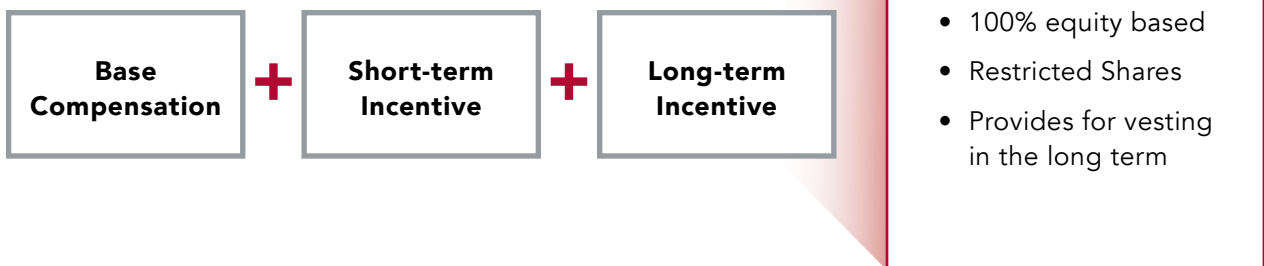 Base
Compensation
+
Short-term
Incentive
+
Long-term
Incentive
• 100% equity based
• Restricted Shares
• Provides for vesting
in the long term